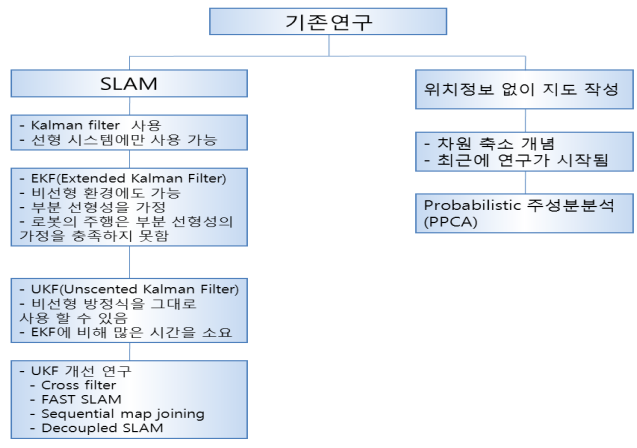 기존연구
SLAM
- Kalman filter 사용
- 선형 시스템에만 사용 가능
- EKF(Extended Kalman Filter)
- 비선형 환경에도 가능
- 부분 선형성을 가정
- 로봇의 주행은 부분 선형성의
가정을 충족하지 못함
- UKF(Unscented Kalman Filter)
- 비선형 방정식을 그대로
사용 할 수 있음
- EKF에 비해 많은 시간을 소요
- UKF 개선 연구
- Cross filter
- FAST SLAM
- Sequential map joining
- Decoupled SLAM
위치정보 없이 지도 작성
- 차원 축소 개념
- 최근에 연구가 시작됨
Probabilistic 주성분분석
(PPCA)